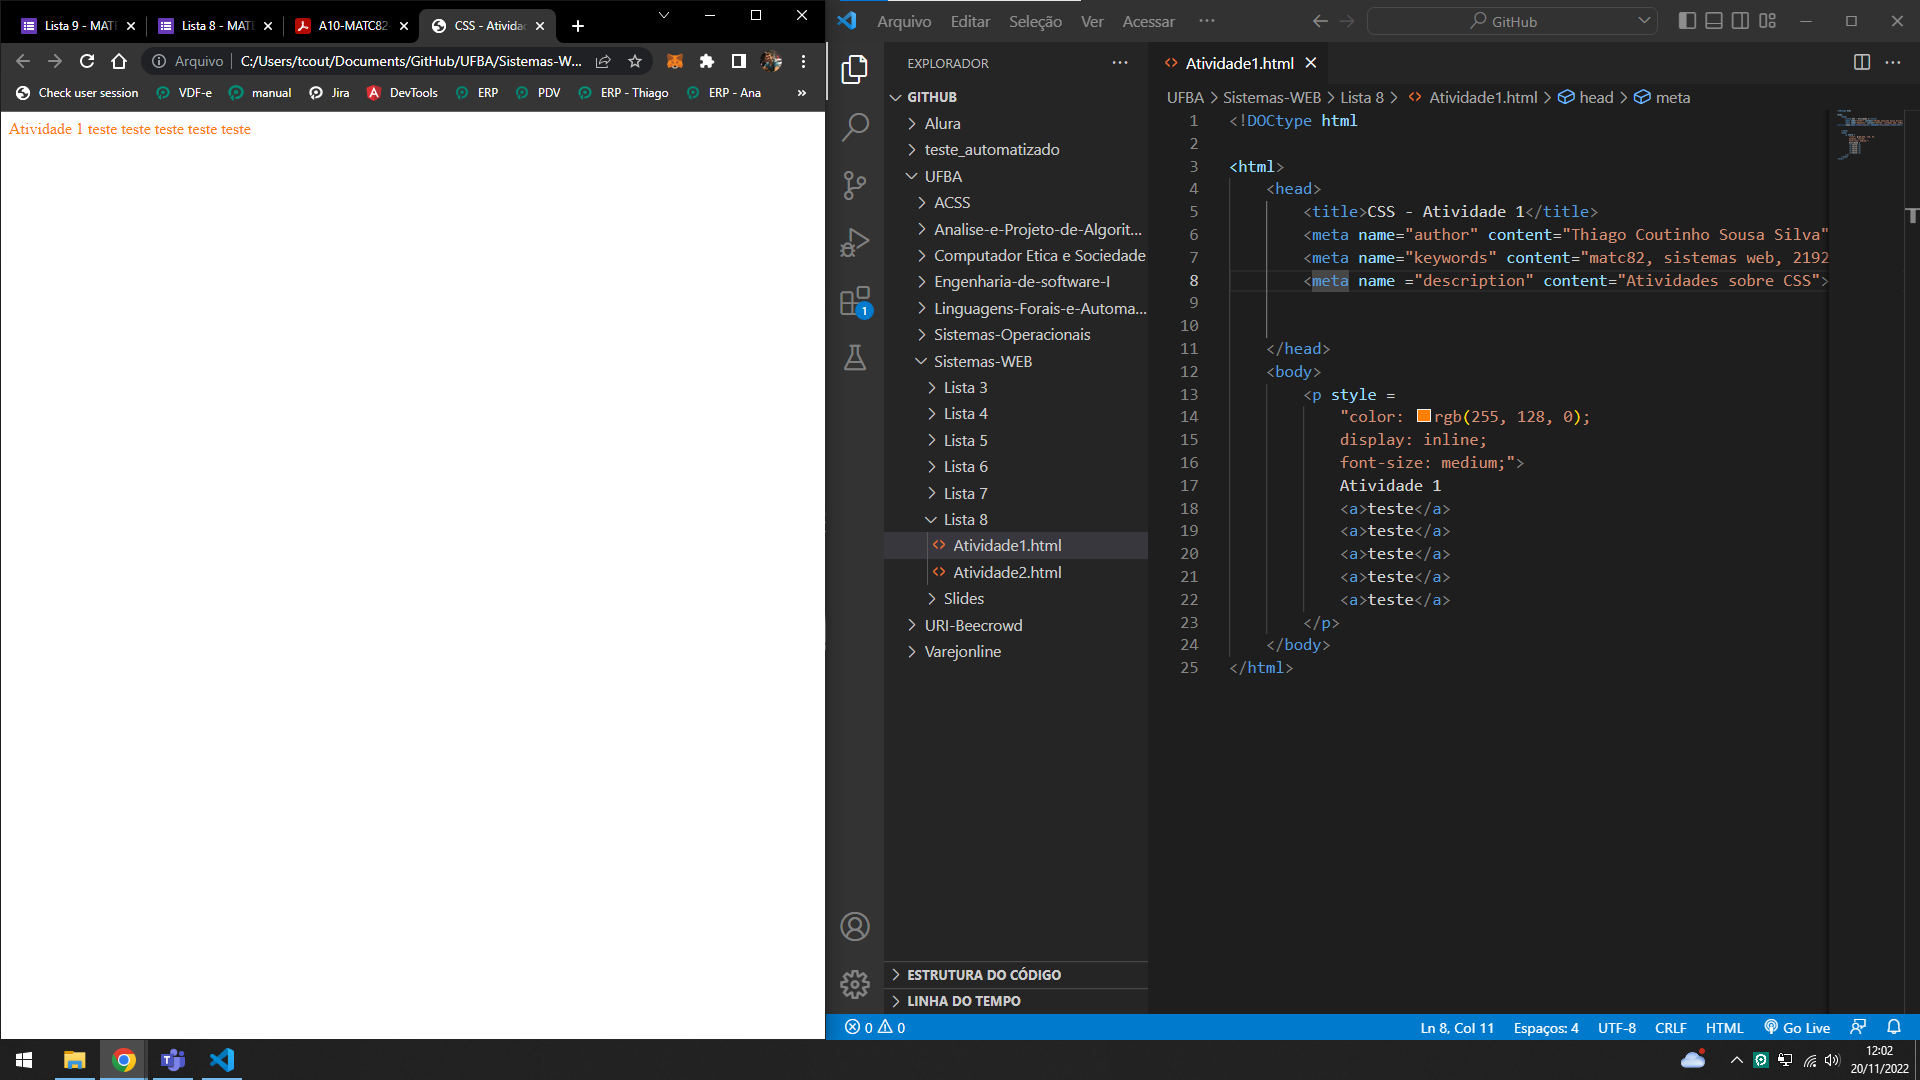 Lista 9 - MATC
Lista 8 - MATC
A10-MATC82
CSS - Atividade
Arquivo
C:/Users/tcout/Documents/GitHub/UFBA/Sistemas-W...
Check user session
VDF-e
manual
Jira
DevTools
ERP
PDV
ERP - Thiago
ERP - Ana
»
Atividade 1 teste teste teste teste teste
Arquivo
Editar
Seleção
Ver
Acessar
···
GitHub
EXPLORADOR
GITHUB
Alura
teste_automatizado
UFBA
ACSS
Analise-e-Projeto-de-Algorit...
Computador Etica e Sociedade
Engenharia-de-software-I
Linguagens-Forais-e-Automa...
Sistemas-Operacionais
Sistemas-WEB
Lista 3
Lista 4
Lista 5
Lista 6
Lista 7
Lista 8
Atividade1.html
Atividade2.html
Slides
URI-Beecrowd
Varejonline
ESTRUTURA DO CÓDIGO
LINHA DO TEMPO
1
Atividade1.html
UFBA > Sistemas-WEB > Lista 8 > Atividade1.html > head > meta
1 <!DOCtype html
2
3 <html>
4 <head>
5 <title>CSS - Atividade 1</title>
6 <meta name="author" content="Thiago Coutinho Sousa Silva"
7 <meta name="keywords" content="matc82, sistemas web, 2192
8 <meta name ="description" content="Atividades sobre CSS">
9
10
11 </head>
12 <body>
13 <p style =
14 "color: rgb(255, 128, 0);
15 display: inline;
16 font-size: medium;">
17 Atividade 1
18 <a>teste</a>
19 <a>teste</a>
20 <a>teste</a>
21 <a>teste</a>
22 <a>teste</a>
23 </p>
24 </body>
25 </html>
0 0
Ln 8, Col 11
Espaços: 4
UTF-8
CRLF
HTML
Go Live
12:02
20/11/2022